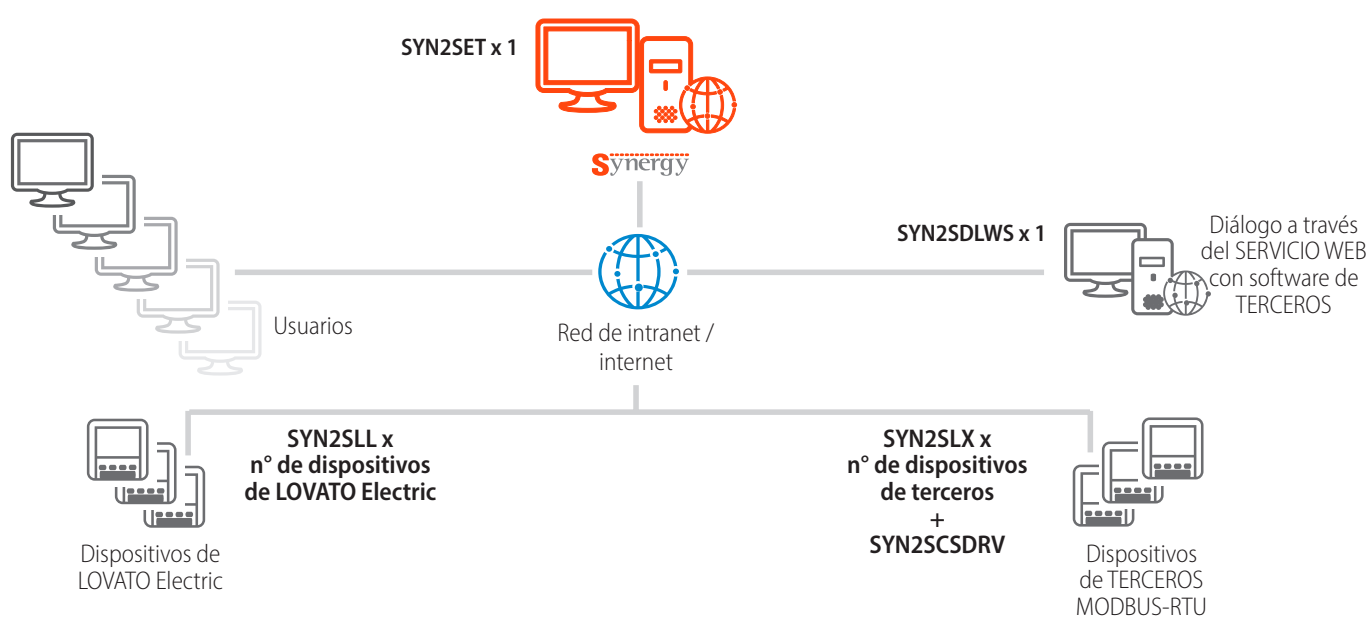 SYN2SET x 1
Synergy
SYN2SDLWS x 1
Diálogo a través
del SERVICIO WEB
con software de
TERCEROS
Usuarios
Red de intranet /
internet
SYN2SLL x
n° de dispositivos
de LOVATO Electric
SYN2SLX x
n° de dispositivos
de terceros
+
SYN2SCSDRV
Dispositivos de
LOVATO Electric
Dispositivos
de TERCEROS
MODBUS-RTU